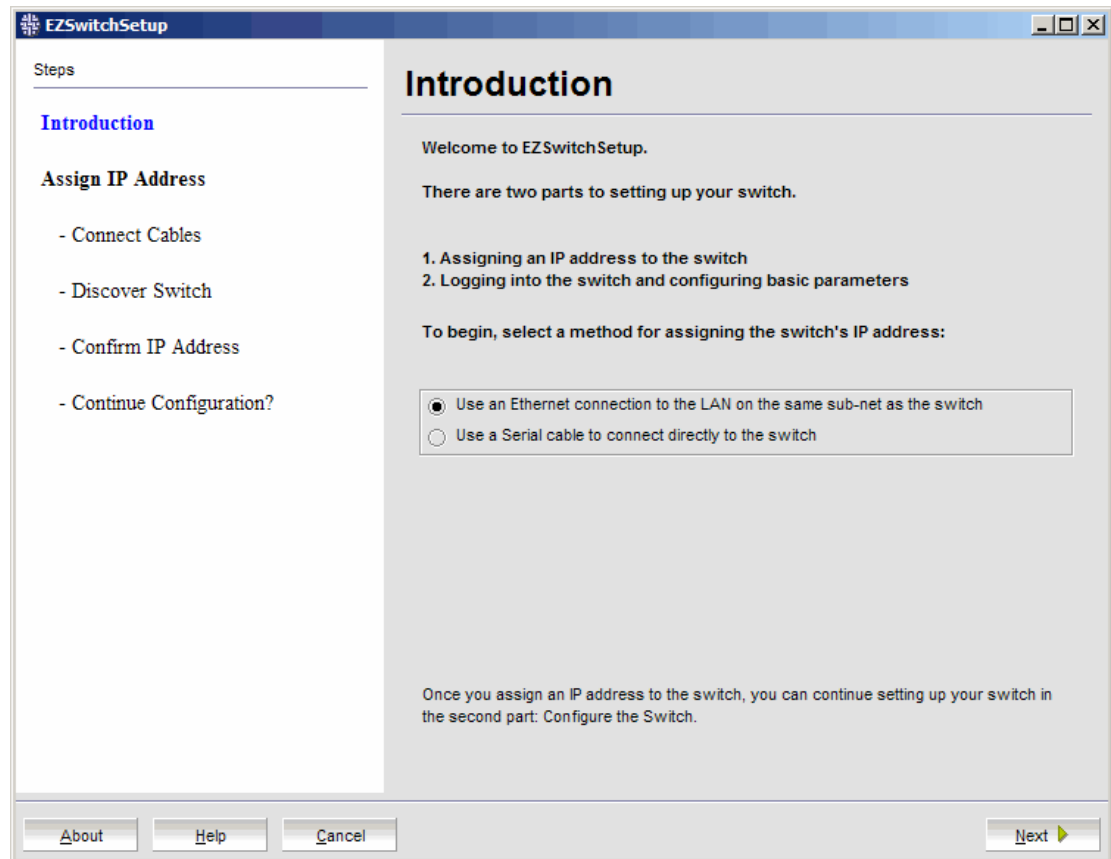 EZSwitchSetup
Steps
Introduction
Assign IP Address
- Connect Cables
- Discover Switch
- Confirm IP Address
- Continue Configuration?
Introduction
Welcome to EZSwitchSetup.
There are two parts to setting up your switch.
1. Assigning an IP address to the switch
2. Logging into the switch and configuring basic parameters
To begin, select a method for assigning the switch's IP address:
Use an Ethernet connection to the LAN on the same sub-net as the switch
Use a Serial cable to connect directly to the switch
Once you assign an IP address to the switch, you can continue setting up your switch in
the second part: Configure the Switch.
About
Help
Cancel
Next